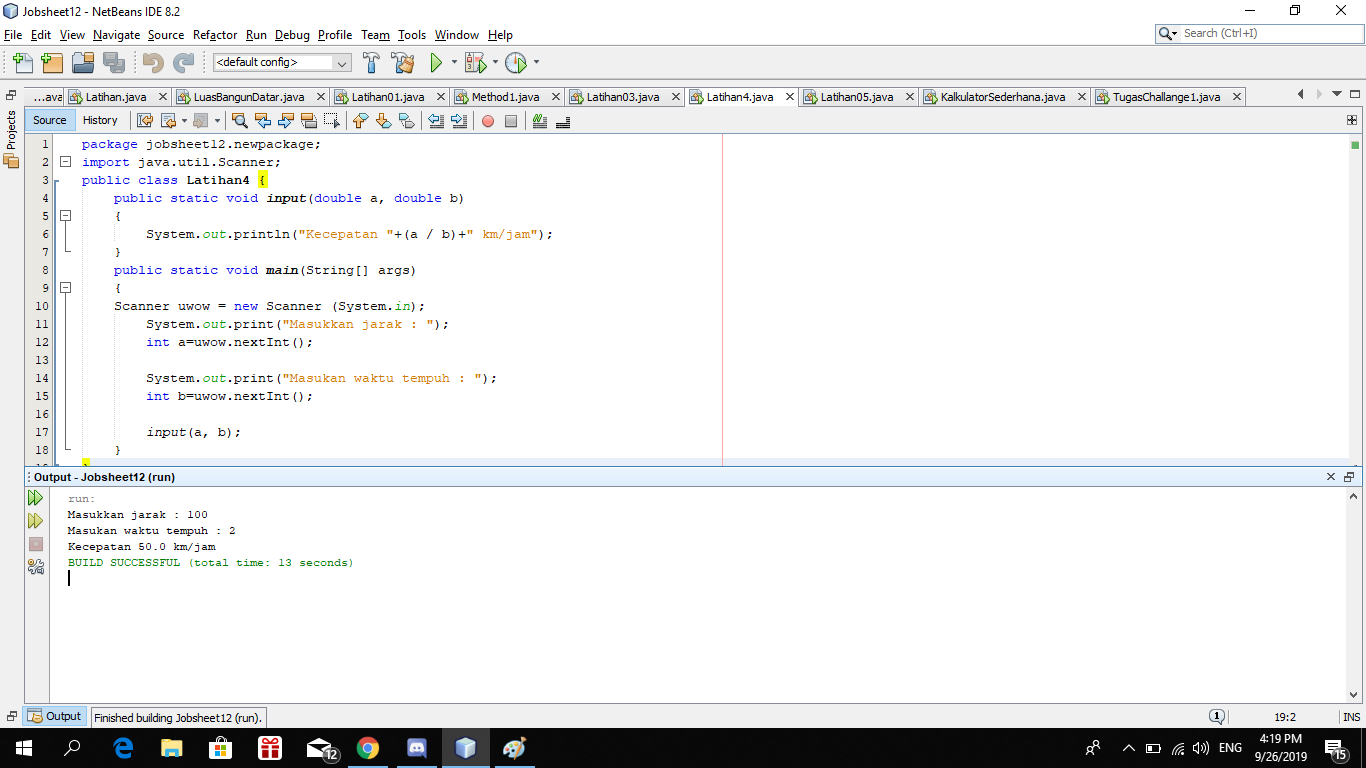 Jobsheet12 - NetBeans IDE 8.2
File Edit View Navigate Source Refactor Run Debug Profile Team Tools Window Help
Search (Ctrl+I)
<default config>
Projects
...ava Latihan.java LuasBangunDatar.java Latihan01.java Method1.java Latihan03.java Latihan4.java Latihan05.java KalkulatorSederhana.java TugasChallange1.java
Source History
1 package jobsheet12.newpackage;
2 import java.util.Scanner;
3 public class Latihan4 {
4 public static void input(double a, double b)
5 {
6 System.out.println("Kecepatan "+(a / b)+" km/jam");
7 }
8 public static void main(String[] args)
9 {
10 Scanner uwow = new Scanner (System.in);
11 System.out.print("Masukkan jarak : ");
12 int a=uwow.nextInt();
13
14 System.out.print("Masukan waktu tempuh : ");
15 int b=uwow.nextInt();
16
17 input(a, b);
18 }
Output - Jobsheet12 (run)
run:
Masukkan jarak : 100
Masukan waktu tempuh : 2
Kecepatan 50.0 km/jam
BUILD SUCCESSFUL (total time: 13 seconds)
Output Finished building Jobsheet12 (run). 1 19:2 INS
12 ENG 4:19 PM
9/26/2019 15